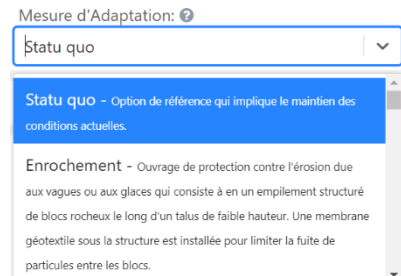 Mesure d'Adaptation: ?
Statu quo
Statu quo - Option de référence qui implique le maintien des
conditions actuelles.
Enrochement - Ouvrage de protection contre l'érosion due
aux vagues ou aux glaces qui consiste à en un empilement structuré
de blocs rocheux le long d'un talus de faible hauteur. Une membrane
géotextile sous la structure est installée pour limiter la fuite de
particules entre les blocs.